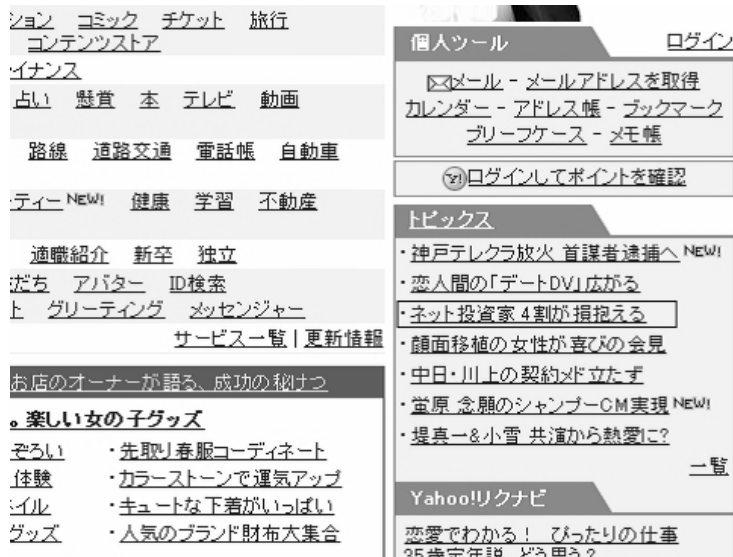 ション コミック チケット 旅行
コンテンツストア
イナンス
占い 懸賞 本 テレビ 動画
路線 道路交通 電話帳 自動車
ティー NEW! 健康 学習 不動産
適職紹介 新卒 独立
だち アバター ID検索
ト グリーティング メッセンジャー
サービス一覧 | 更新情報
お店のオーナーが語る、成功の秘けつ
。楽しい女の子グッズ
ぞろい ・先取り春服コーディネート
体験 ・カラーストーンで運気アップ
イル ・キュートな下着がいっぱい
グッズ ・人気のブランド財布大集合
個人ツール ログイン
メール - メールアドレスを取得
カレンダー - アドレス帳 - ブックマーク
ブリーフケース - メモ帳
Y! ログインしてポイントを確認
トピックス
・神戸テレクラ放火 首謀者逮捕へ NEW!
・恋人間の「デートDV」広がる
・ネット投資家 4割が損抱える
・顔面移植の女性が喜びの会見
・中日・川上の契約メド立たず
・蛍原 念願のシャンプーCM実現 NEW!
・堤真一&小雪 共演から熱愛に?
一覧
Yahoo!リクナビ
恋愛でわかる! ぴったりの仕事
35歳定年説 どう思う?